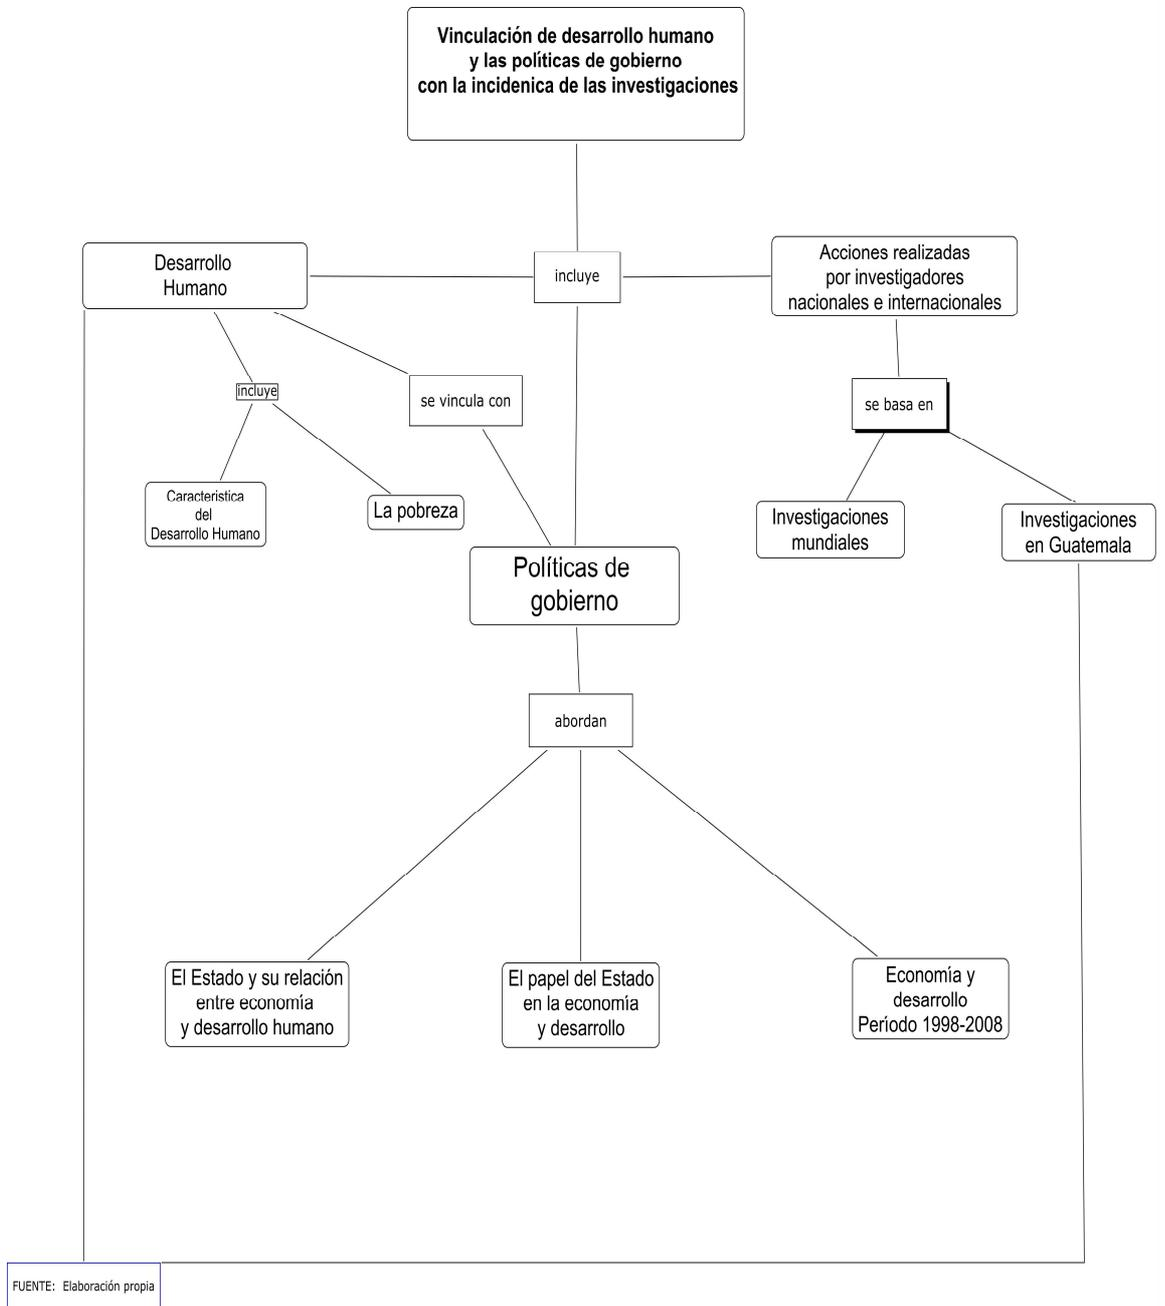 Vinculación de desarrollo humano
y las políticas de gobierno
con la incidenica de las investigaciones
Desarrollo
Humano
incluye
Acciones realizadas
por investigadores
nacionales e internacionales
incluye
se vincula con
se basa en
Caracteristica
del
Desarrollo Humano
La pobreza
Investigaciones
mundiales
Investigaciones
en Guatemala
Políticas de
gobierno
abordan
El Estado y su relación
entre economía
y desarrollo humano
El papel del Estado
en la economía
y desarrollo
Economía y
desarrollo
Período 1998-2008
FUENTE: Elaboración propia